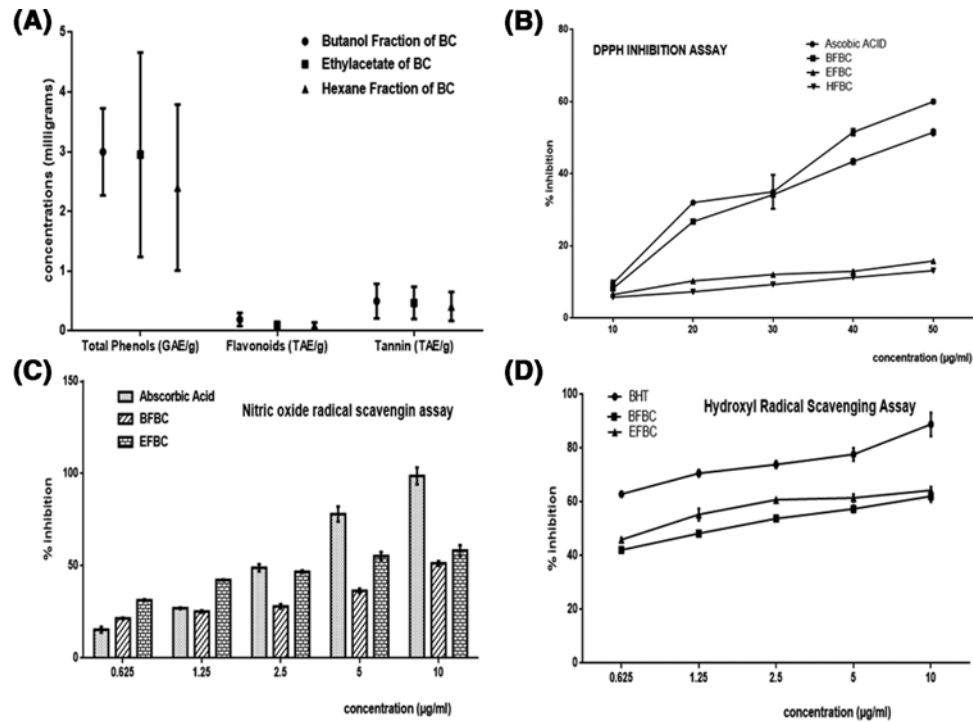 (A)
5
4
3
2
1
0
concentrations (milligrams)
Butanol Fraction of BC
Ethylacetate of BC
Hexane Fraction of BC
Total Phenols (GAE/g)
Flavonoids (TAE/g)
Tannin (TAE/g)
(B)
DPPH INHIBITION ASSAY
Ascobic ACID
BFBC
EFBC
HFBC
80
60
40
20
0
% inhibition
10
20
30
40
50
concentration (µg/ml)
(C)
150
100
50
0
% inhibition
Abscorbic Acid
BFBC
EFBC
Nitric oxide radical scavengin assay
0.625
1.25
2.5
5
10
concentration (µg/ml)
(D)
100
80
60
40
20
0
% inhibition
BHT
BFBC
EFBC
Hydroxyl Radical Scavenging Assay
0.625
1.25
2.5
5
10
concentration (µg/ml)